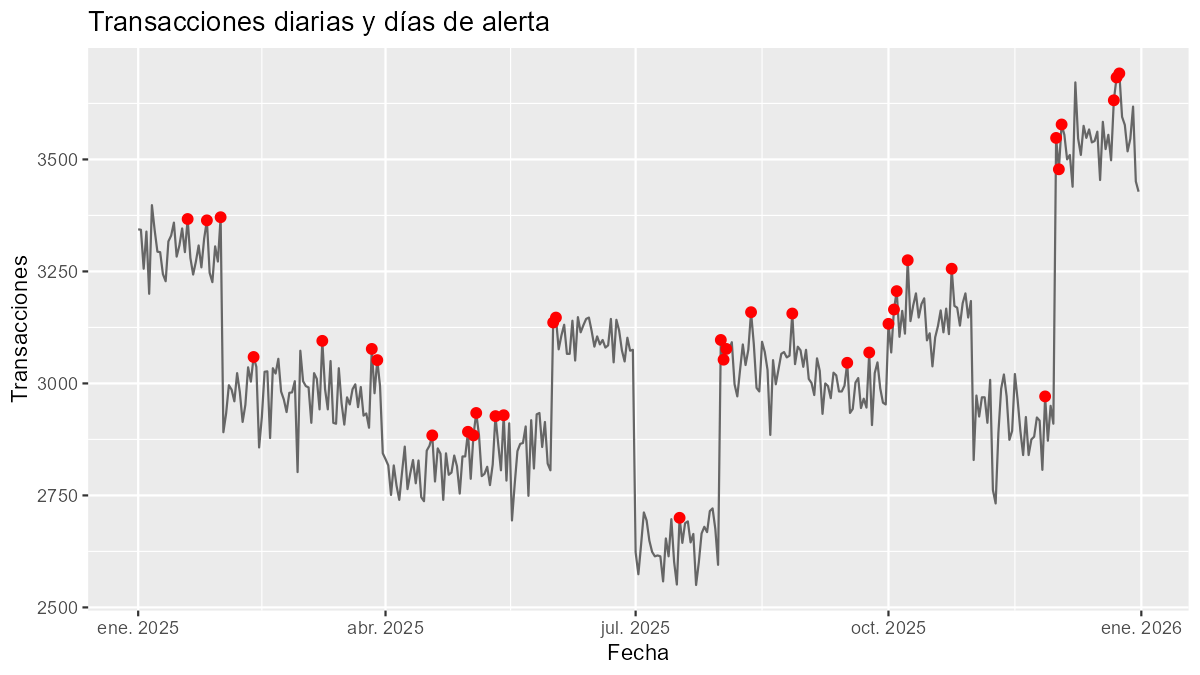 Transacciones diarias y días de alerta
Transacciones
3500
3250
3000
2750
2500
ene. 2025
abr. 2025
jul. 2025
oct. 2025
ene. 2026
Fecha